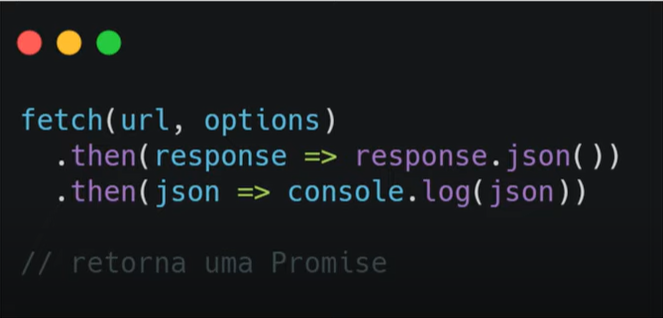 fetch(url, options)
.then(response => response.json())
.then(json => console.log(json))
// retorna uma Promise